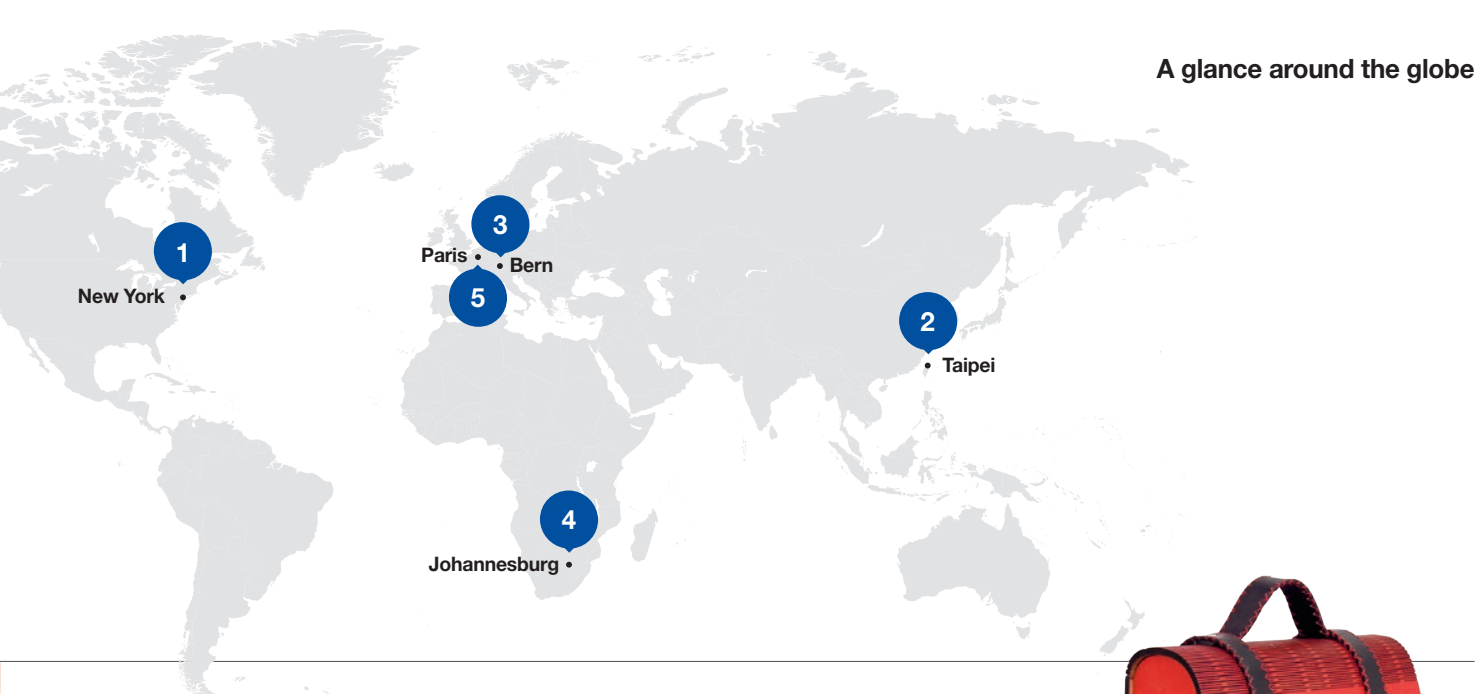 A glance around the globe
3
1
Paris
Bern
New York
5
2
Taipei
4
Johannesburg